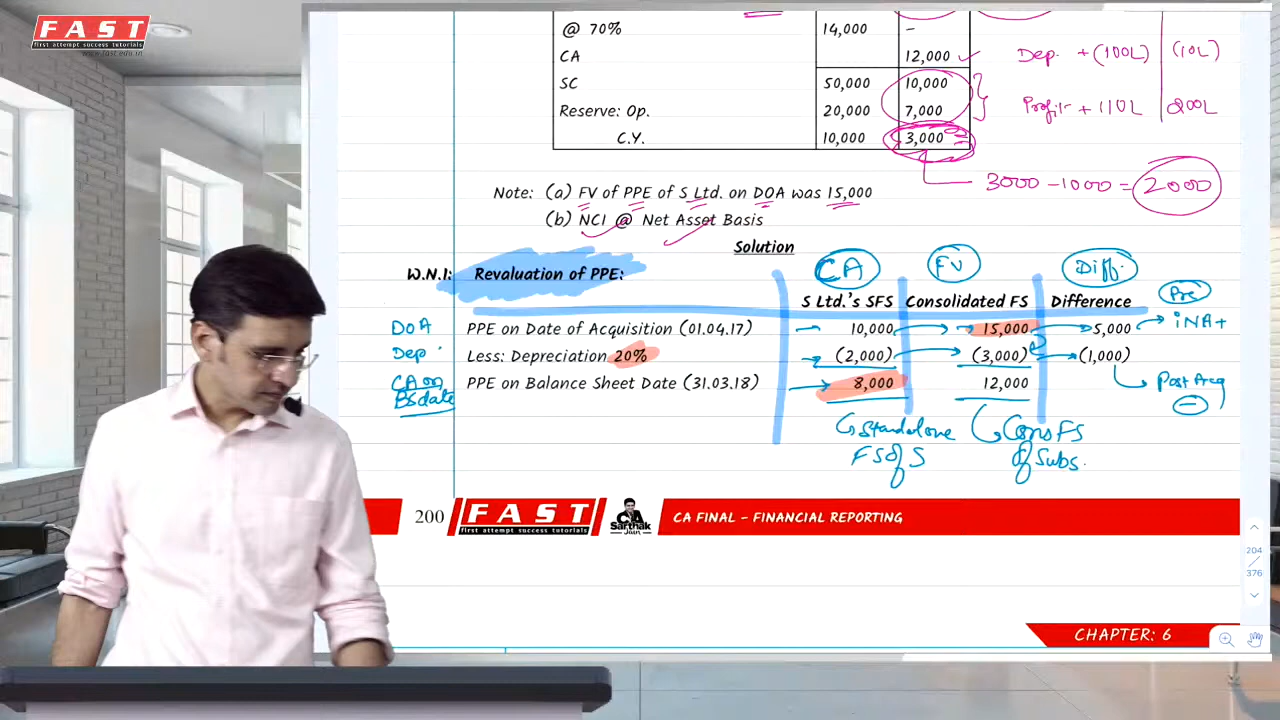 FAST
first attempt success tutorials
www.fast.edu.in
@ 70% 14,000 -
CA 12,000 Dep. + (100L) (10L)
SC 50,000 10,000
Reserve: Op. 20,000 7,000 Profit + 110L 200L
C.Y. 10,000 3,000
3000 - 1000 = 2000
Note: (a) FV of PPE of S Ltd. on DOA was 15,000
(b) NCI @ Net Asset Basis
Solution
CA FV Diff.
W.N.1: Revaluation of PPE:
S Ltd.'s SFS Consolidated FS Difference Pre
DOA PPE on Date of Acquisition (01.04.17) 10,000 15,000 5,000 iNA+
Dep. Less: Depreciation 20% (2,000) (3,000) (1,000)
CA on PPE on Balance Sheet Date (31.03.18) 8,000 12,000 Post Acq
BS date -
Standalone Cons FS
FS of S of Subs.
200 FAST CA Sarthak Jain CA FINAL – FINANCIAL REPORTING
first attempt success tutorials
204
/
376
CHAPTER: 6